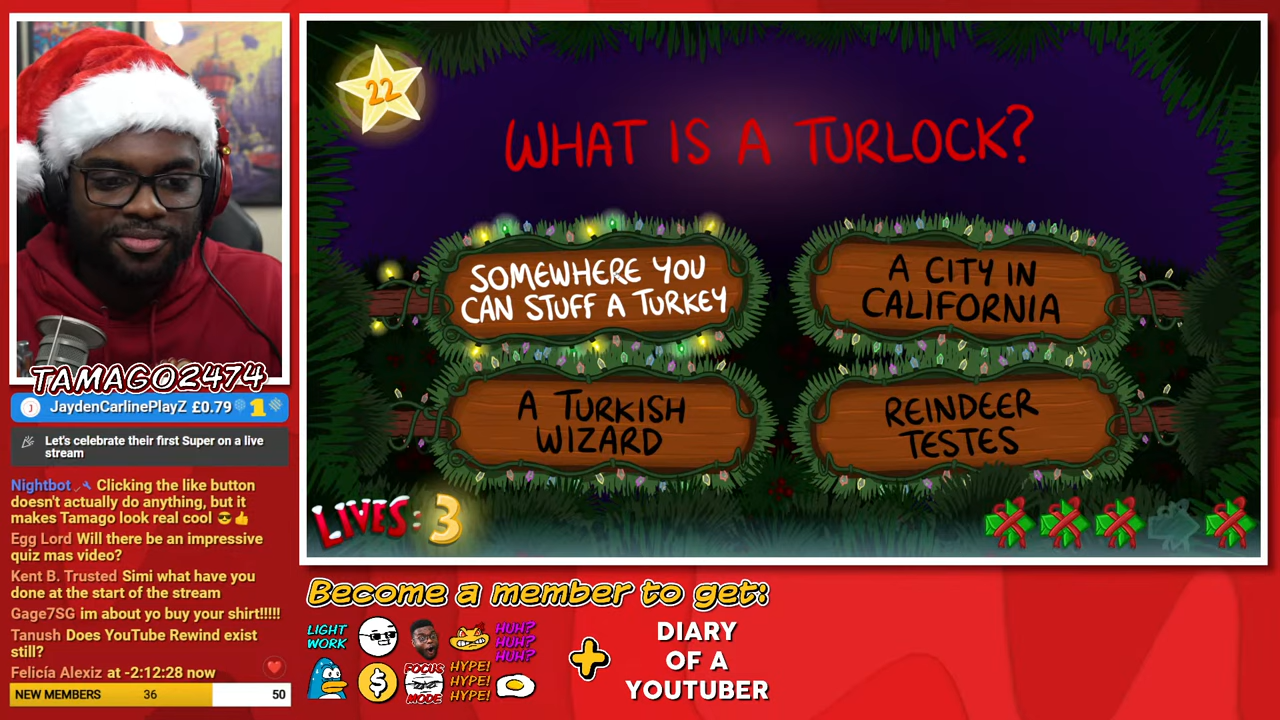 22
WHAT IS A TURLOCK?
SOMEWHERE YOU
CAN STUFF A TURKEY
A CITY IN
CALIFORNIA
A TURKISH
WIZARD
REINDEER
TESTES
LIVES: 3
TAMAGO2474
J JaydenCarlinePlayZ £0.79 1
Let's celebrate their first Super on a live
stream
Nightbot Clicking the like button
doesn't actually do anything, but it
makes Tamago look real cool 😎👍
Egg Lord Will there be an impressive
quiz mas video?
Kent B. Trusted Simi what have you
done at the start of the stream
Gage7SG im about yo buy your shirt!!!!!
Tanush Does YouTube Rewind exist
still?
Felicía Alexiz at -2:12:28 now
NEW MEMBERS 36 50
Become a member to get:
LIGHT
WORK
HUH?
HUH?
HUH?
$
FOCUS
MODE
HYPE!
HYPE!
HYPE!
+
DIARY
OF A
YOUTUBER